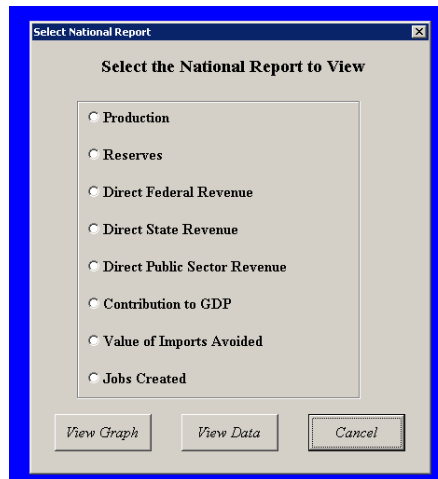 Select National Report
Select the National Report to View
Production
Reserves
Direct Federal Revenue
Direct State Revenue
Direct Public Sector Revenue
Contribution to GDP
Value of Imports Avoided
Jobs Created
View Graph View Data Cancel